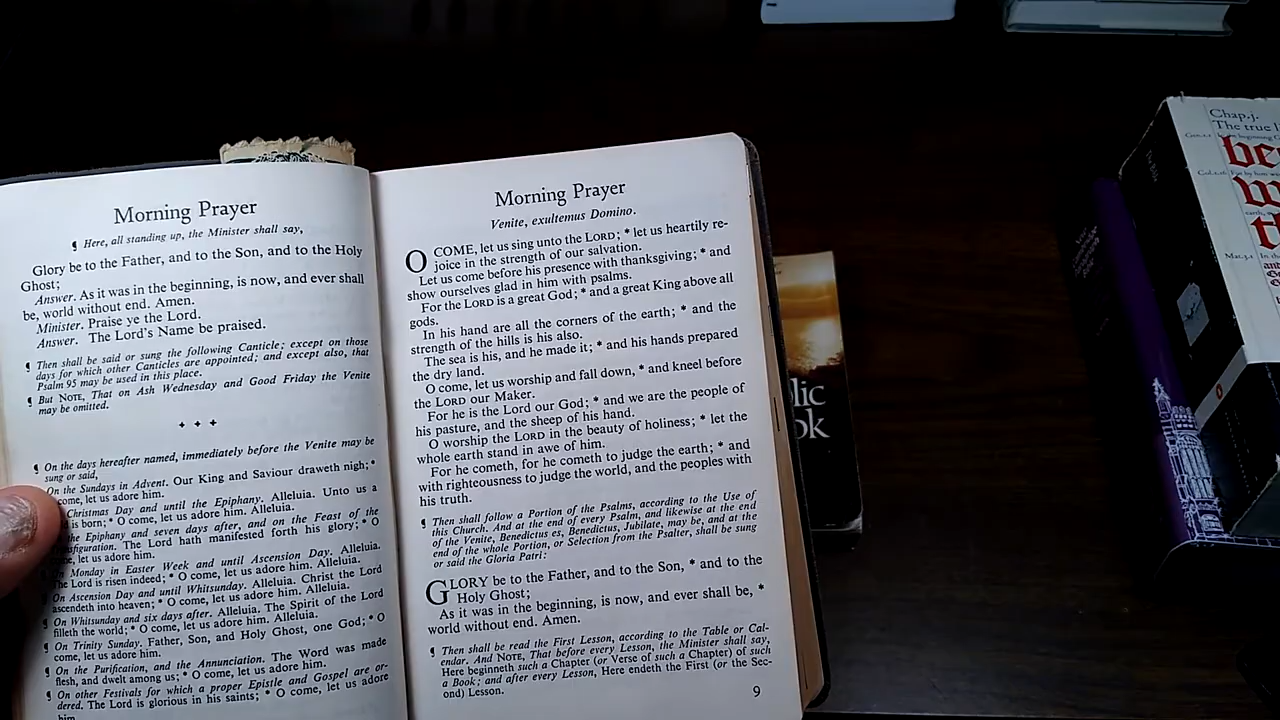 Morning Prayer
¶ Here, all standing up, the Minister shall say,
Glory be to the Father, and to the Son, and to the Holy
Ghost;
Answer. As it was in the beginning, is now, and ever shall
be, world without end. Amen.
Minister. Praise ye the Lord.
Answer. The Lord's Name be praised.
¶ Then shall be said or sung the following Canticle; except on those
days for which other Canticles are appointed; and except also, that
Psalm 95 may be used in this place.
¶ But NOTE, That on Ash Wednesday and Good Friday the Venite
may be omitted.
¶ On the days hereafter named, immediately before the Venite may be
sung or said,
On the Sundays in Advent. Our King and Saviour draweth nigh; *
come, let us adore him.
Christmas Day and until the Epiphany. Alleluia. Unto us a
is born; * O come, let us adore him. Alleluia.
the Epiphany and seven days after, and on the Feast of the
The Lord hath manifested forth his glory; * O
let us adore him.
On Monday in Easter Week and until Ascension Day. Alleluia.
The Lord is risen indeed; * O come, let us adore him. Alleluia.
On Ascension Day and until Whitsunday. Alleluia. Christ the Lord
ascendeth into heaven; * O come, let us adore him. Alleluia.
¶ On Whitsunday and six days after. Alleluia. The Spirit of the Lord
filleth the world; * O come, let us adore him. Alleluia.
¶ On Trinity Sunday. Father, Son, and Holy Ghost, one God; * O
come, let us adore him.
¶ On the Purification, and the Annunciation. The Word was made
flesh, and dwelt among us; * O come, let us adore him.
¶ On other Festivals for which a proper Epistle and Gospel are or-
dered. The Lord is glorious in his saints; * O come, let us adore
him.
Morning Prayer
Venite, exultemus Domino.
O COME, let us sing unto the LORD; * let us heartily re-
joice in the strength of our salvation.
Let us come before his presence with thanksgiving; * and
show ourselves glad in him with psalms.
For the LORD is a great God; * and a great King above all
gods.
In his hand are all the corners of the earth; * and the
strength of the hills is his also.
The sea is his, and he made it; * and his hands prepared
the dry land.
O come, let us worship and fall down, * and kneel before
the LORD our Maker.
For he is the Lord our God; * and we are the people of
his pasture, and the sheep of his hand.
O worship the LORD in the beauty of holiness; * let the
whole earth stand in awe of him.
For he cometh, for he cometh to judge the earth; * and
with righteousness to judge the world, and the peoples with
his truth.
¶ Then shall follow a Portion of the Psalms, according to the Use of
this Church. And at the end of every Psalm, and likewise at the end
of the Venite, Benedictus es, Benedictus, Jubilate, may be, and at the
end of the whole Portion, or Selection from the Psalter, shall be sung
or said the Gloria Patri:
GLORY be to the Father, and to the Son, * and to the
Holy Ghost;
As it was in the beginning, is now, and ever shall be, *
world without end. Amen.
¶ Then shall be read the First Lesson, according to the Table or Cal-
endar. And NOTE, That before every Lesson, the Minister shall say,
Here beginneth such a Chapter (or Verse of such a Chapter) of such
a Book; and after every Lesson, Here endeth the First (or the Sec-
ond) Lesson.
9
lic
ok
Chap.j.
The true l
be
w
t